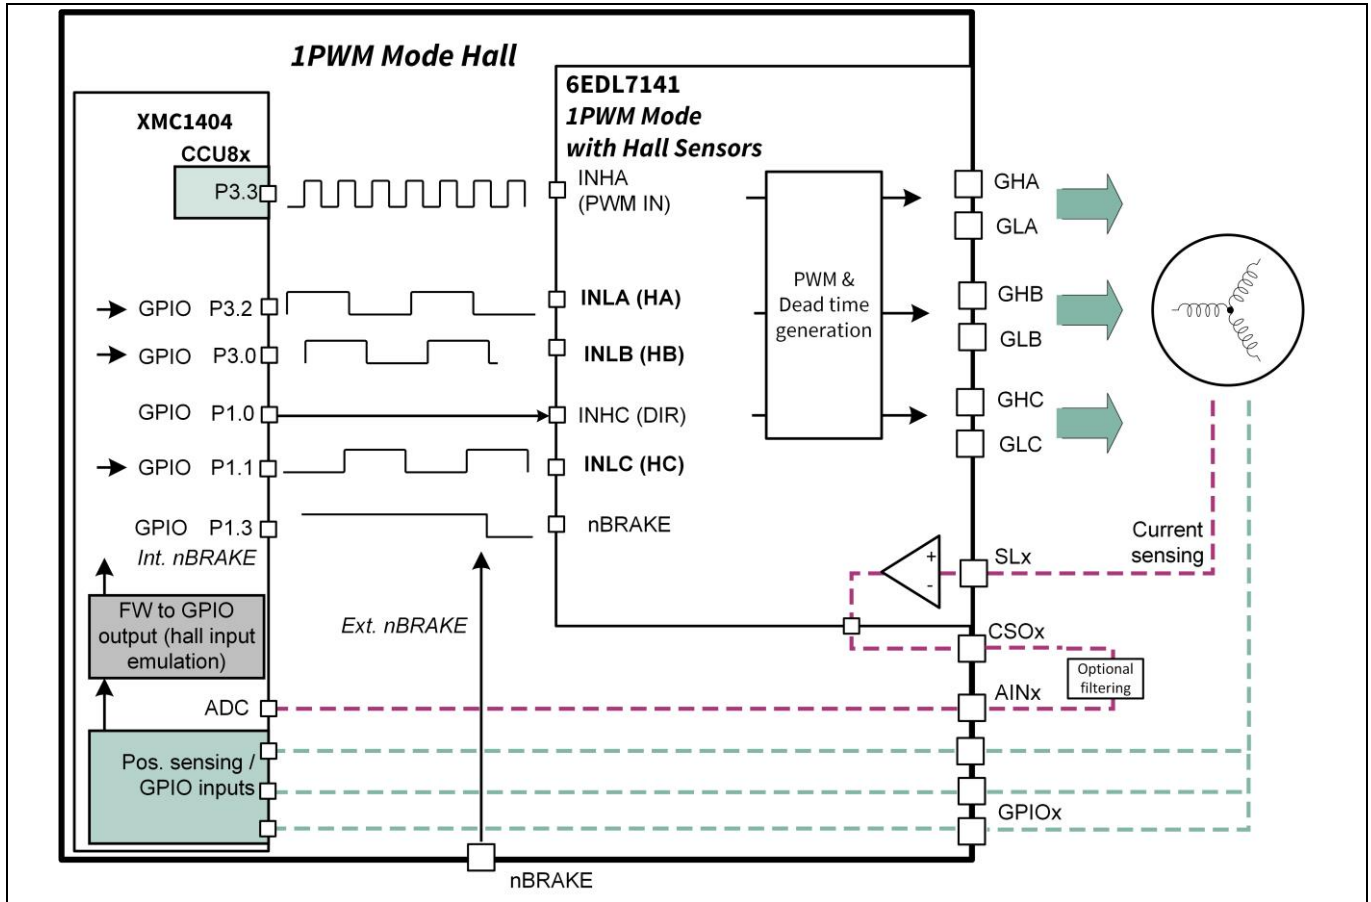 1PWM Mode Hall
XMC1404
CCU8x
P3.3
GPIO P3.2
GPIO P3.0
GPIO P1.0
GPIO P1.1
GPIO P1.3
Int. nBRAKE
FW to GPIO
output (hall input
emulation)
ADC
Pos. sensing /
GPIO inputs
Ext. nBRAKE
nBRAKE
6EDL7141
1PWM Mode
with Hall Sensors
INHA
(PWM IN)
INLA (HA)
INLB (HB)
INHC (DIR)
INLC (HC)
nBRAKE
PWM &
Dead time
generation
+
-
GHA
GLA
GHB
GLB
GHC
GLC
SLx
Current
sensing
CSOx
Optional
filtering
AINx
GPIOx